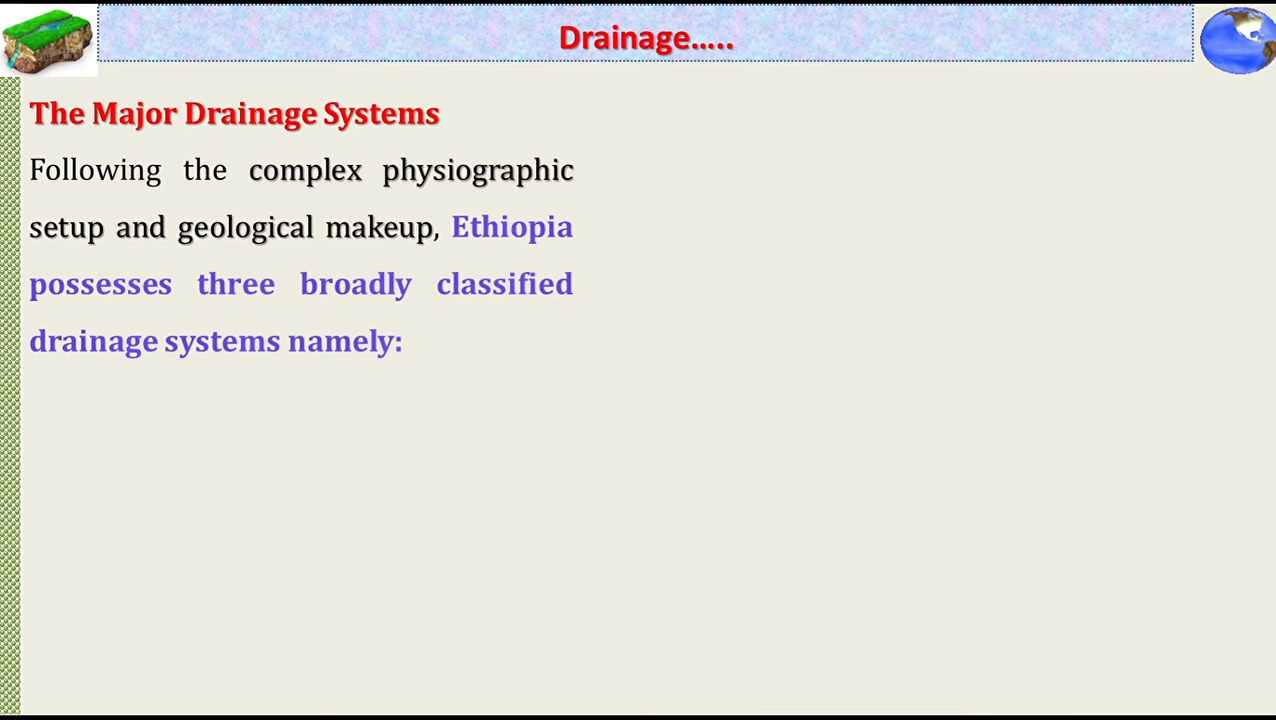 Drainage…..
The Major Drainage Systems
Following the complex physiographic
setup and geological makeup, Ethiopia
possesses three broadly classified
drainage systems namely: